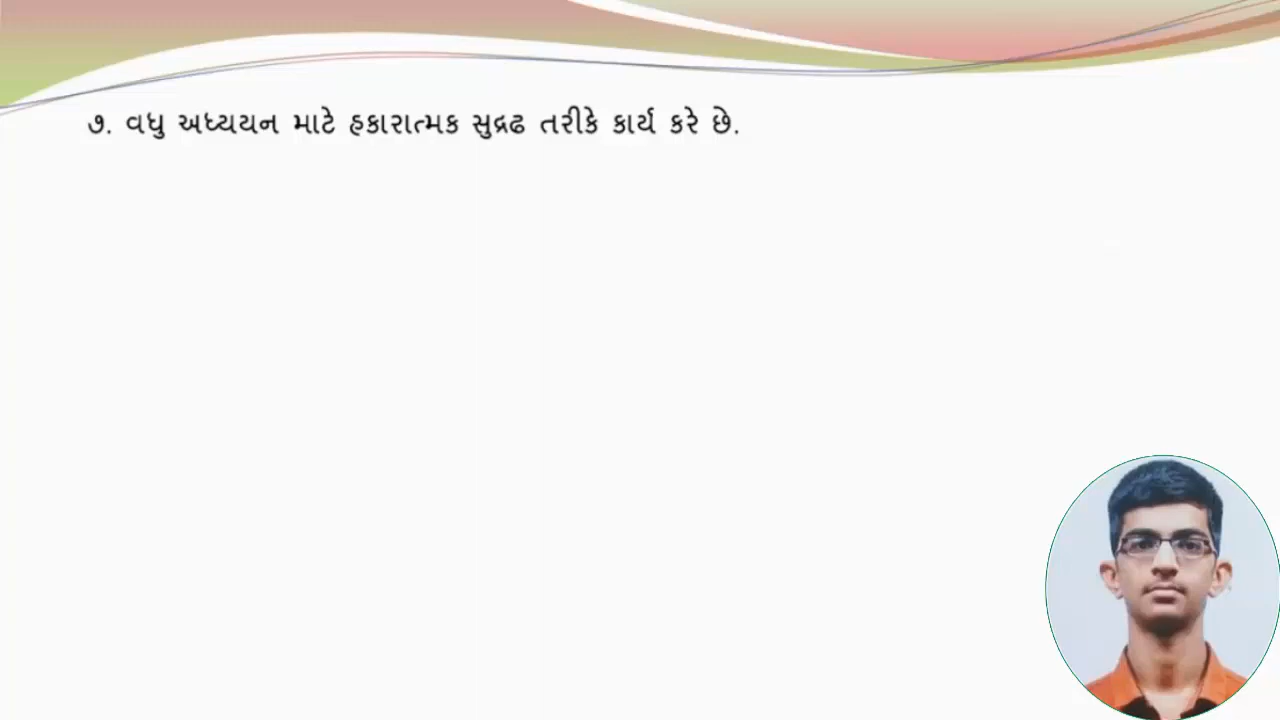 ૭. વધુ અધ્યયન માટે હકારાત્મક સુદ્રઢ તરીકે કાર્ય કરે છે.